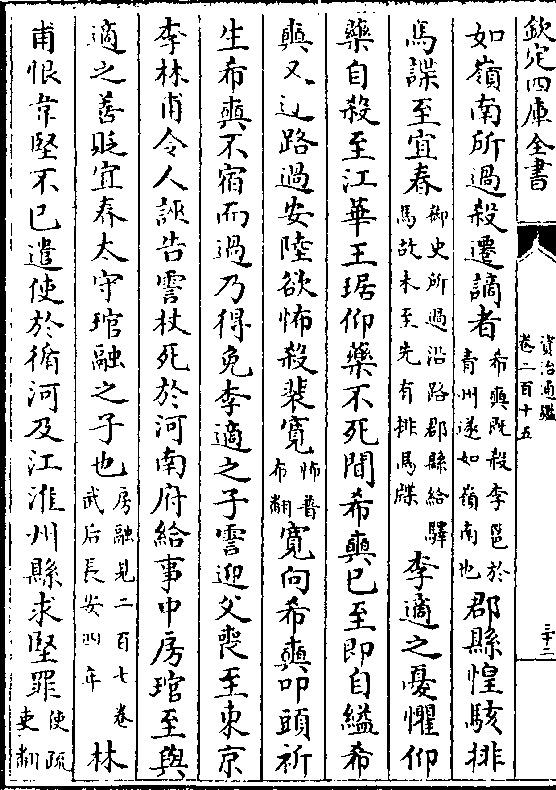 欽定四庫全書
資治通鑑
卷二百十五
三十二
如嶺南所過殺遷謫者希奭既殺李邕於青州遂如嶺南也郡縣惶駭排
馬諜至宜春御史所過沿路郡縣給驛馬故未至先有排馬牒李適之憂懼仰
藥自殺至江華王琚仰藥不死聞希奭已至即自縊希
奭又迂路過安陸欲怖殺裴寛怖普布翻寛向希奭叩頭祈
生希奭不宿而過乃得免李適之子霅迎父喪至東京
李林甫令人誣告霅杖死於河南府給事中房琯坐與
適之善貶宜春太守琯融之子也房融見二百七卷武后長安四年林
甫恨韋堅不已遣使於循河及江淮州縣求堅罪使疏吏翻